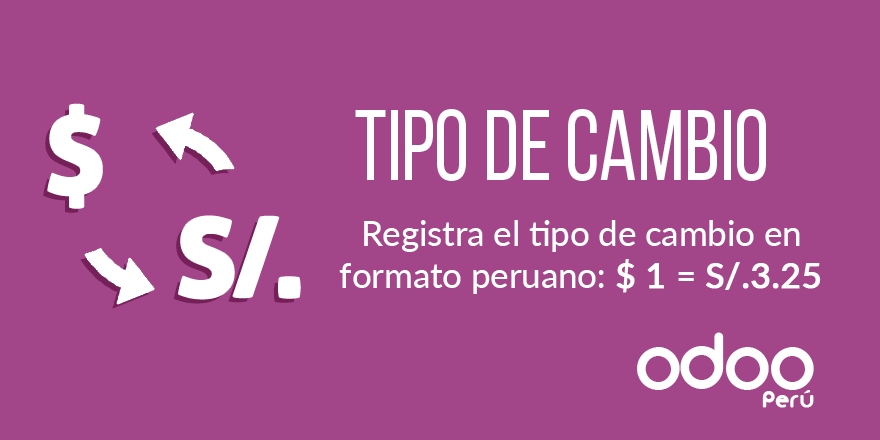 $
S/.
TIPO DE CAMBIO
Registra el tipo de cambio en
formato peruano: $ 1 = S/.3.25
odoo
Perú